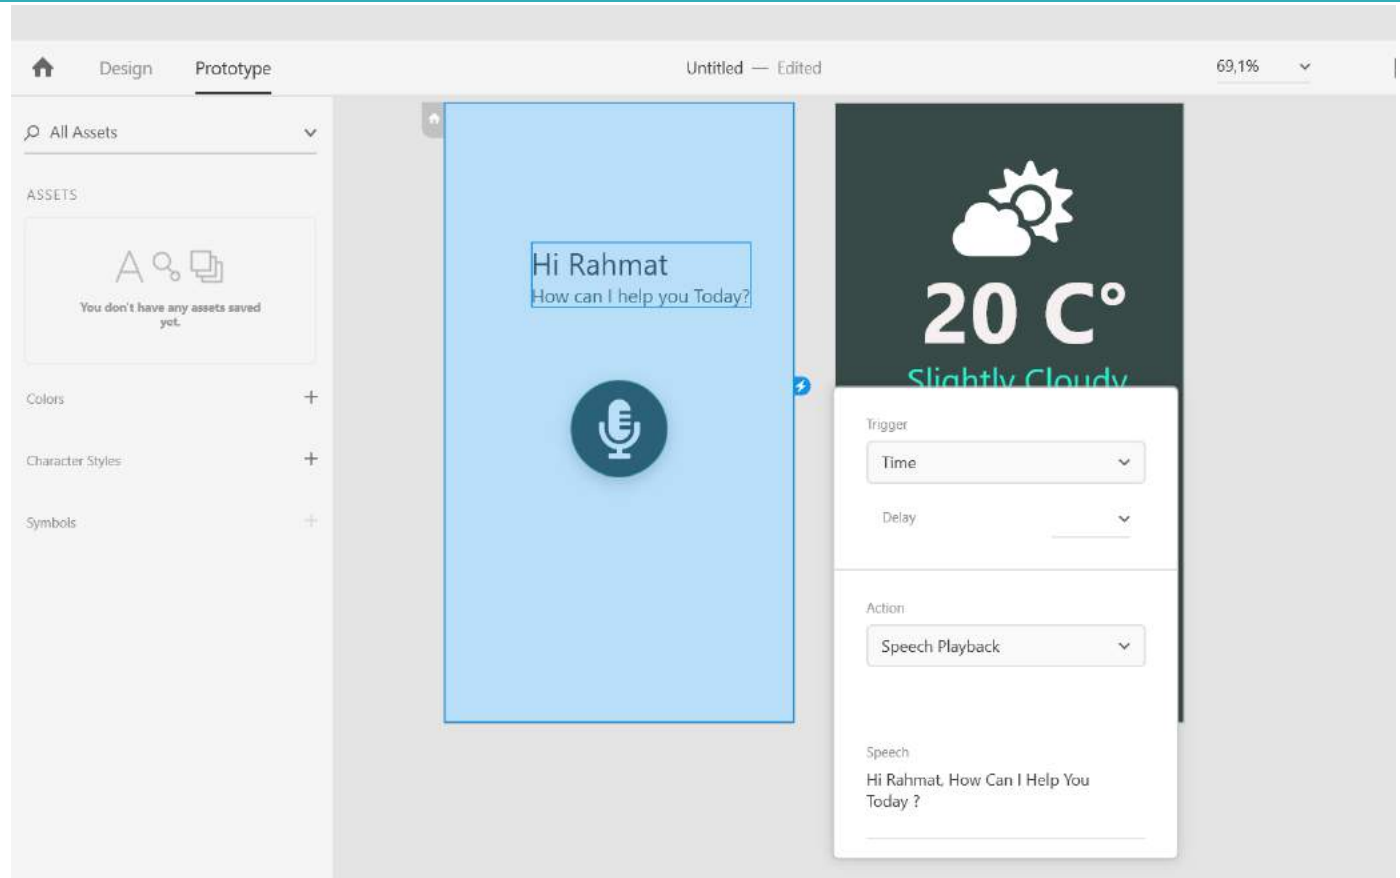 Design Prototype Untitled — Edited 69,1%
All Assets
ASSETS
You don't have any assets saved
yet.
Colors
Character Styles
Symbols
Hi Rahmat
How can I help you Today?
20 C°
Slightly Cloudy
Trigger
Time
Delay
Action
Speech Playback
Speech
Hi Rahmat, How Can I Help You
Today ?